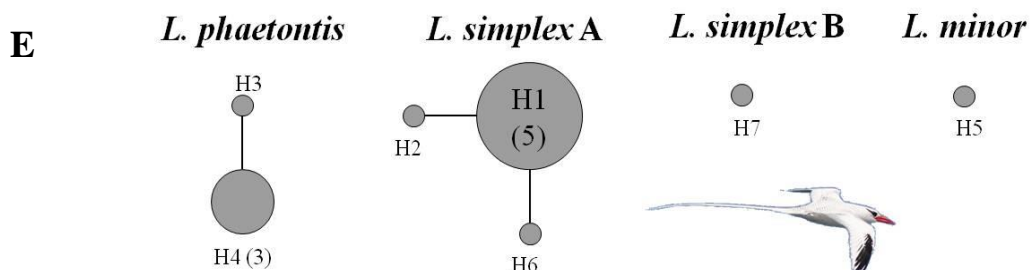 E
L. phaetontis
L. simplex A
L. simplex B
L. minor
H3
H4 (3)
H2
H1
(5)
H6
H7
H5